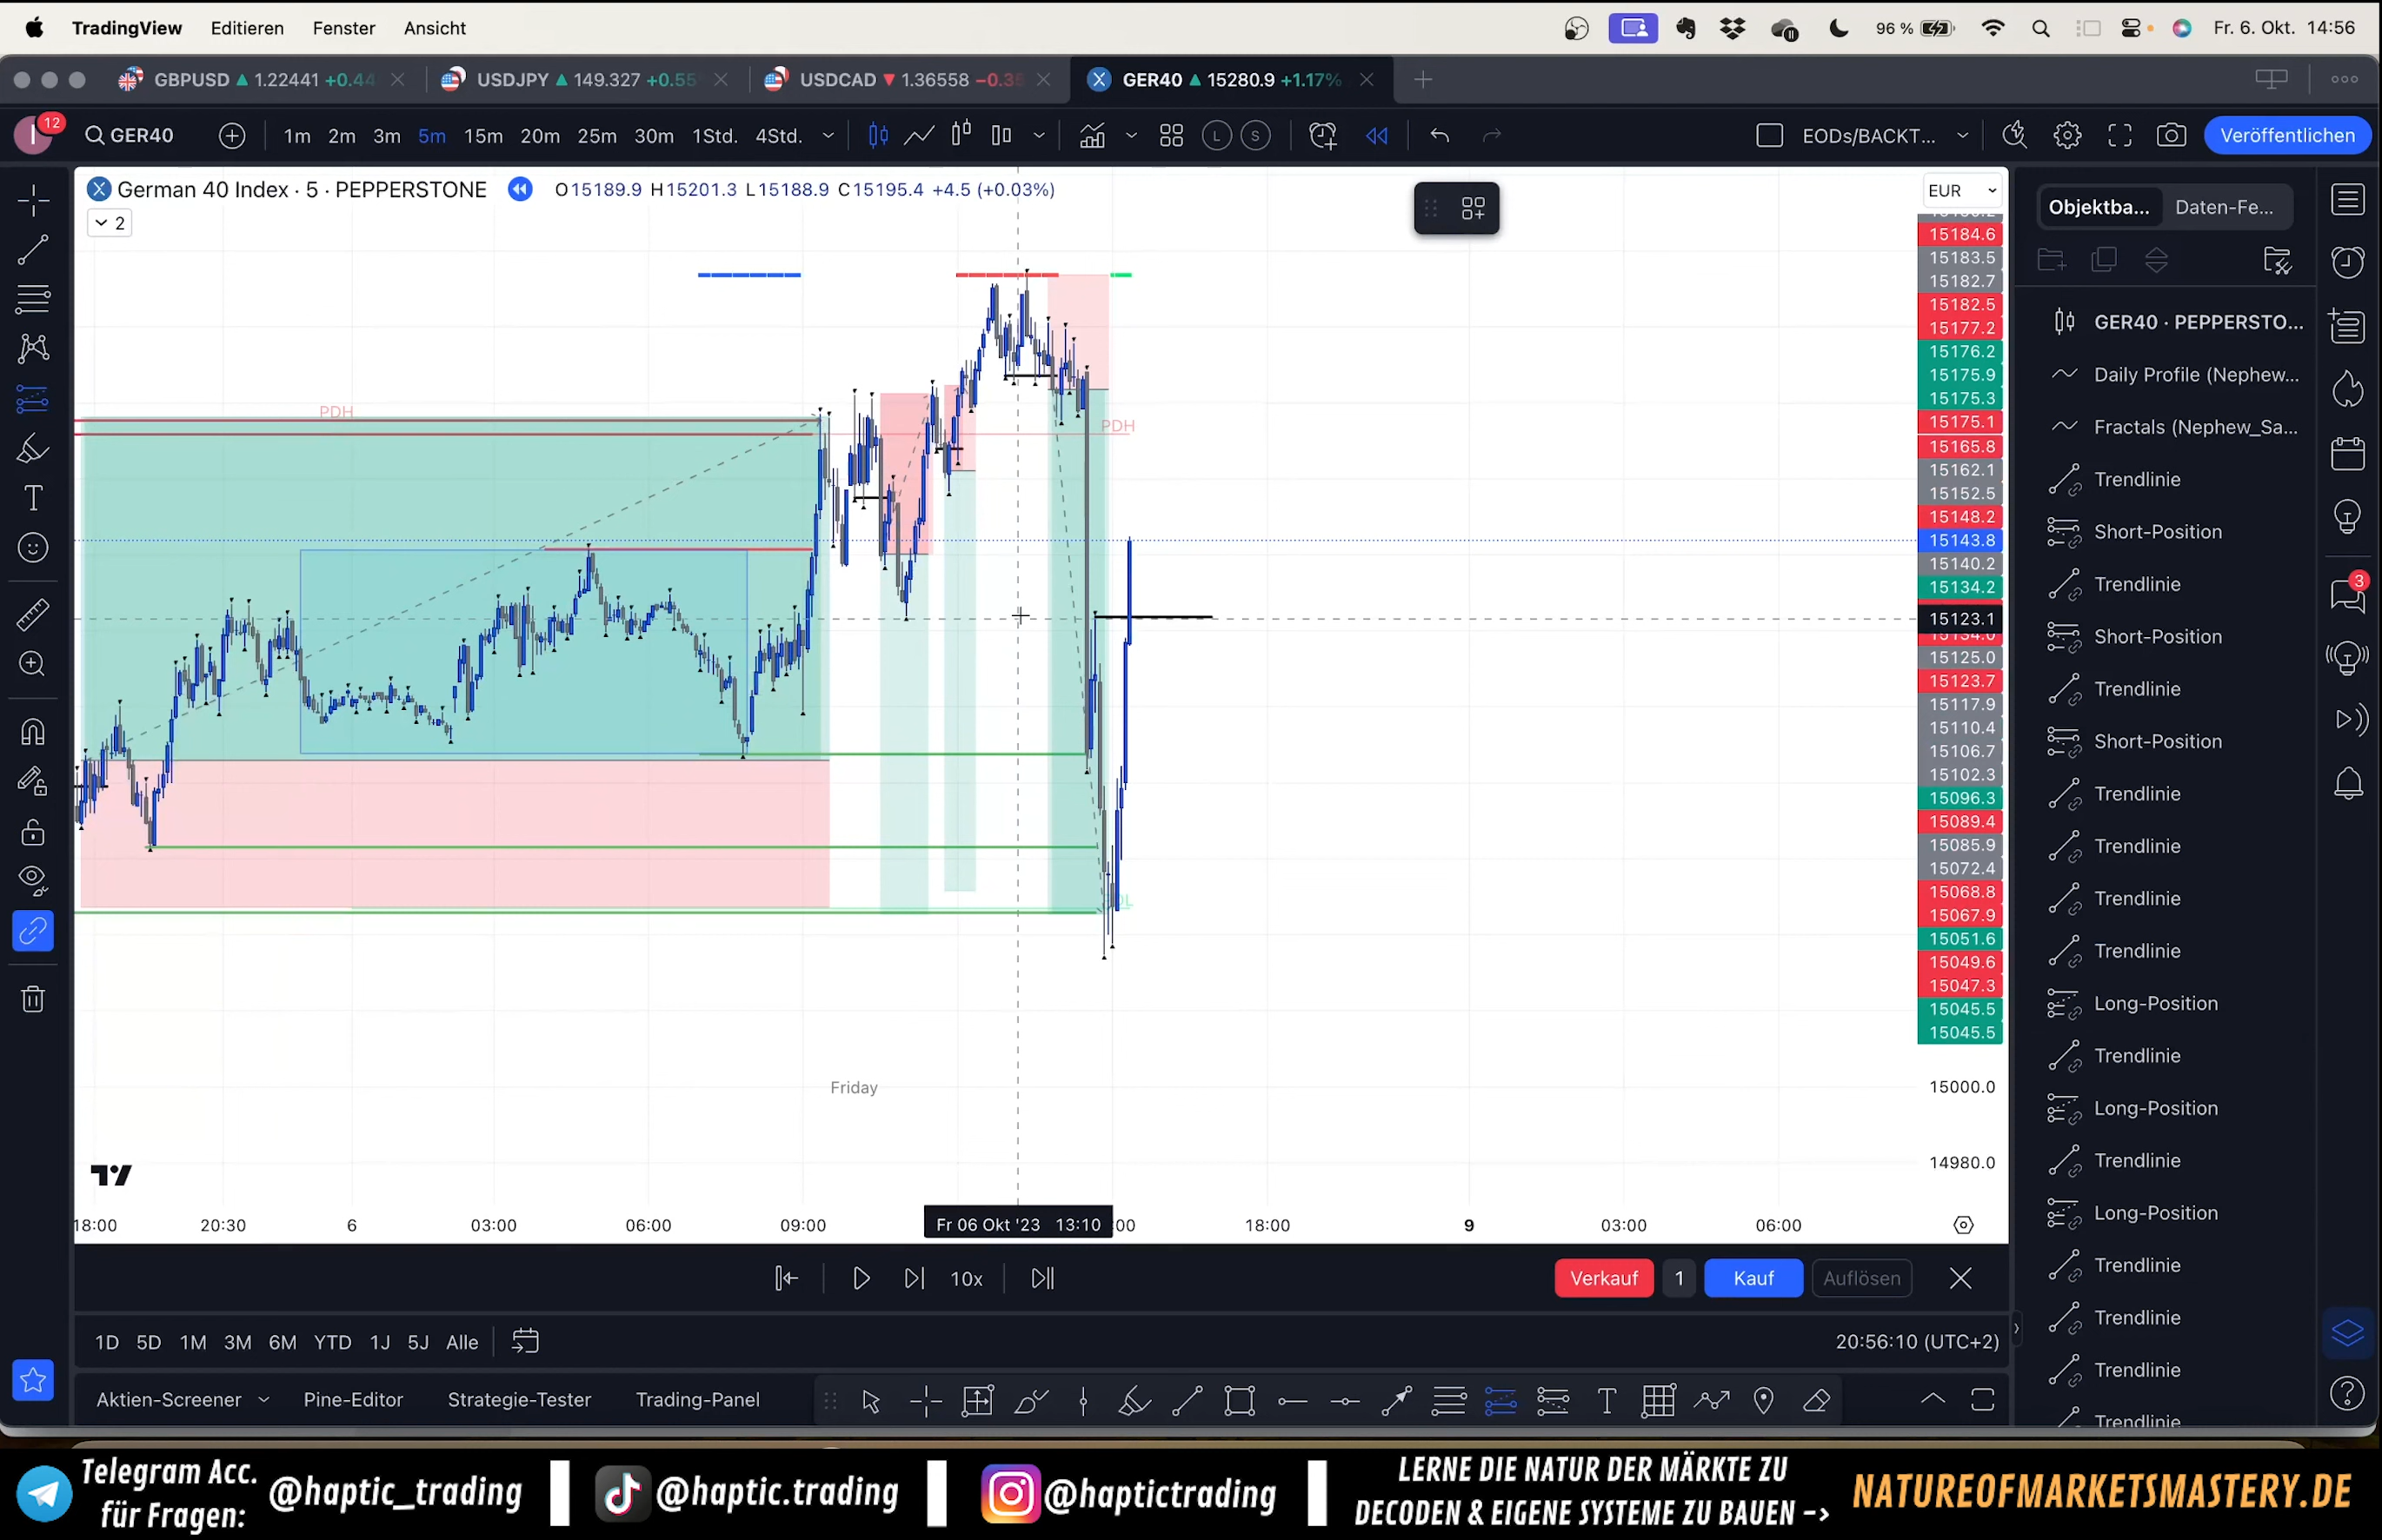 TradingView Editieren Fenster Ansicht
96 % Fr. 6. Okt. 14:56
GBPUSD ▲ 1.22441 +0.44
USDJPY ▲ 149.327 +0.55
USDCAD ▼ 1.36558 −0.35
GER40 ▲ 15280.9 +1.17%
I 12 GER40 1m 2m 3m 5m 15m 20m 25m 30m 1Std. 4Std. L S EODs/BACKT... Veröffentlichen
German 40 Index · 5 · PEPPERSTONE O15189.9 H15201.3 L15188.9 C15195.4 +4.5 (+0.03%)
2
EUR
PDH
PDH
Friday
15184.6
15183.5
15182.7
15182.5
15177.2
15176.2
15175.9
15175.3
15175.1
15165.8
15162.1
15152.5
15148.2
15143.8
15140.2
15134.2
15123.1
15125.0
15123.7
15117.9
15110.4
15106.7
15102.3
15096.3
15089.4
15085.9
15072.4
15068.8
15067.9
15051.6
15049.6
15047.3
15045.5
15045.5
15000.0
14980.0
18:00 20:30 6 03:00 06:00 09:00 Fr 06 Okt '23 13:10 :00 18:00 9 03:00 06:00
Objektba... Daten-Fe...
GER40 · PEPPERSTO...
Daily Profile (Nephew...
Fractals (Nephew_Sa...
Trendlinie
Short-Position
Trendlinie
Short-Position
Trendlinie
Short-Position
Trendlinie
Trendlinie
Trendlinie
Trendlinie
Long-Position
Trendlinie
Long-Position
Trendlinie
Long-Position
Trendlinie
Trendlinie
Trendlinie
Trendlinie
3
10x Verkauf 1 Kauf Auflösen
1D 5D 1M 3M 6M YTD 1J 5J Alle 20:56:10 (UTC+2)
Aktien-Screener Pine-Editor Strategie-Tester Trading-Panel
Telegram Acc.
für Fragen:
@haptic_trading
@haptic.trading
@haptictrading
LERNE DIE NATUR DER MÄRKTE ZU
DECODEN & EIGENE SYSTEME ZU BAUEN –>
NATUREOFMARKETSMASTERY.DE